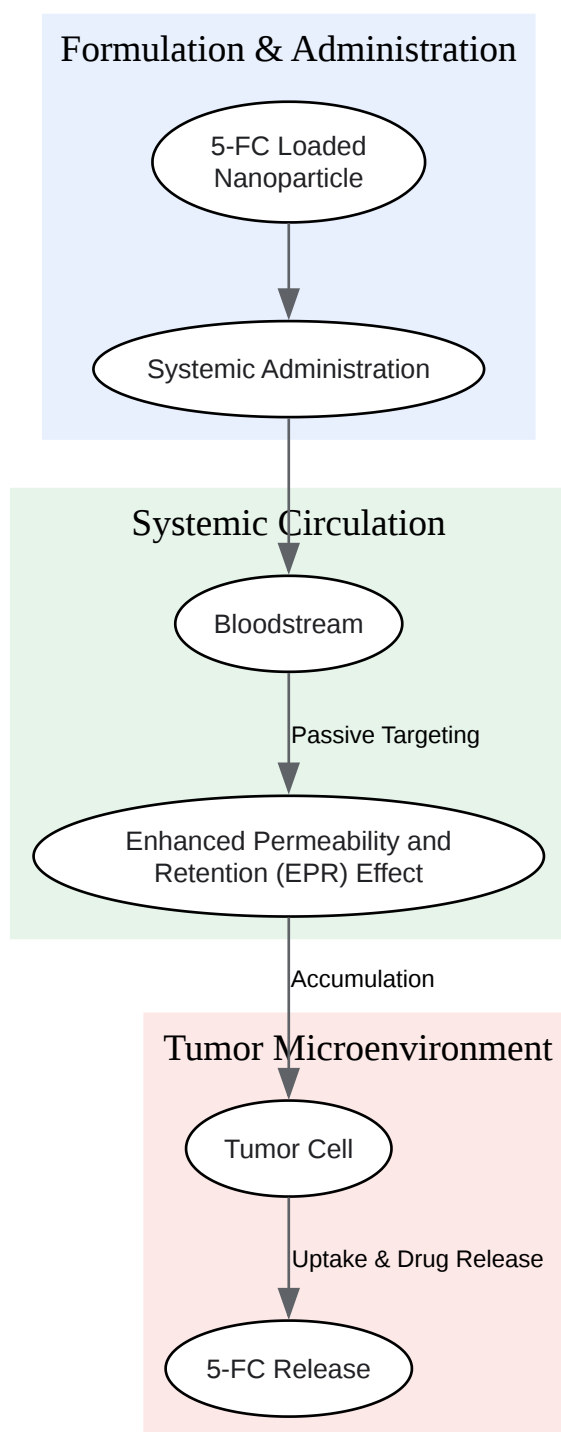 Formulation & Administration
5-FC Loaded
Nanoparticle
Systemic Administration
Systemic Circulation
Bloodstream
Passive Targeting
Enhanced Permeability and
Retention (EPR) Effect
Accumulation
Tumor Microenvironment
Tumor Cell
Uptake & Drug Release
5-FC Release